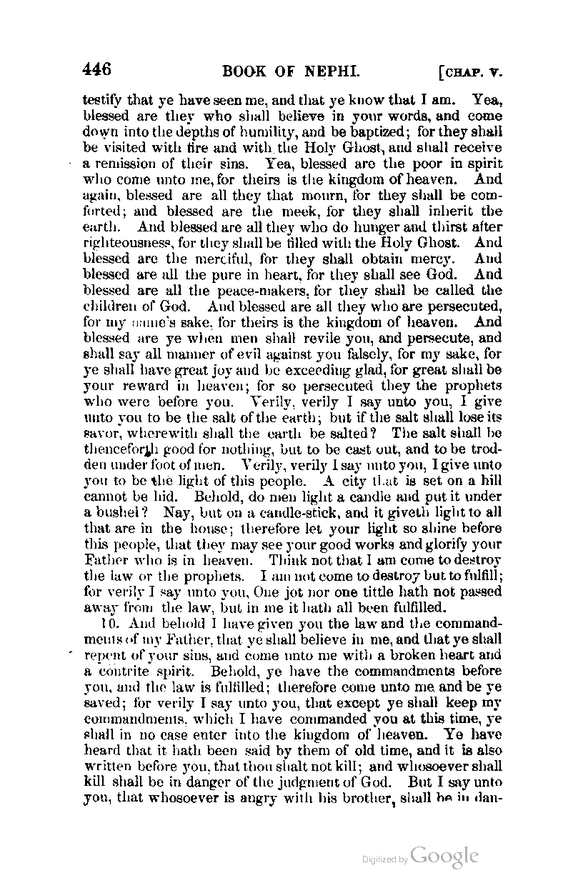 446 BOOK OF NEPHI. [CHAP. V.
testify that ye have seen me, and that ye know that I am. Yea,
blessed are they who shall believe in your words, and come
down into the depths of humility, and be baptized; for they shall
be visited with fire and with the Holy Ghost, and shall receive
a remission of their sins. Yea, blessed are the poor in spirit
who come unto me, for theirs is the kingdom of heaven. And
again, blessed are all they that mourn, for they shall be com-
forted; and blessed are the meek, for they shall inherit the
earth. And blessed are all they who do hunger and thirst after
righteousness, for they shall be filled with the Holy Ghost. And
blessed are the merciful, for they shall obtain mercy. And
blessed are all the pure in heart, for they shall see God. And
blessed are all the peace-makers, for they shall be called the
children of God. And blessed are all they who are persecuted,
for my name's sake, for theirs is the kingdom of heaven. And
blessed are ye when men shall revile you, and persecute, and
shall say all manner of evil against you falsely, for my sake, for
ye shall have great joy and be exceeding glad, for great shall be
your reward in heaven; for so persecuted they the prophets
who were before you. Verily, verily I say unto you, I give
unto you to be the salt of the earth; but if the salt shall lose its
savor, wherewith shall the earth be salted? The salt shall be
thenceforth good for nothing, but to be cast out, and to be trod-
den under foot of men. Verily, verily I say unto you, I give unto
you to be the light of this people. A city that is set on a hill
cannot be hid. Behold, do men light a candle and put it under
a bushel? Nay, but on a candle-stick, and it giveth light to all
that are in the house; therefore let your light so shine before
this people, that they may see your good works and glorify your
Father who is in heaven. Think not that I am come to destroy
the law or the prophets. I am not come to destroy but to fulfill;
for verily I say unto you, One jot nor one tittle hath not passed
away from the law, but in me it hath all been fulfilled.
10. And behold I have given you the law and the command-
ments of my Father, that ye shall believe in me, and that ye shall
repent of your sins, and come unto me with a broken heart and
a contrite spirit. Behold, ye have the commandments before
you, and the law is fulfilled; therefore come unto me and be ye
saved; for verily I say unto you, that except ye shall keep my
commandments, which I have commanded you at this time, ye
shall in no case enter into the kingdom of heaven. Ye have
heard that it hath been said by them of old time, and it is also
written before you, that thou shalt not kill; and whosoever shall
kill shall be in danger of the judgment of God. But I say unto
you, that whosoever is angry with his brother, shall be in dan-
Digitized by Google